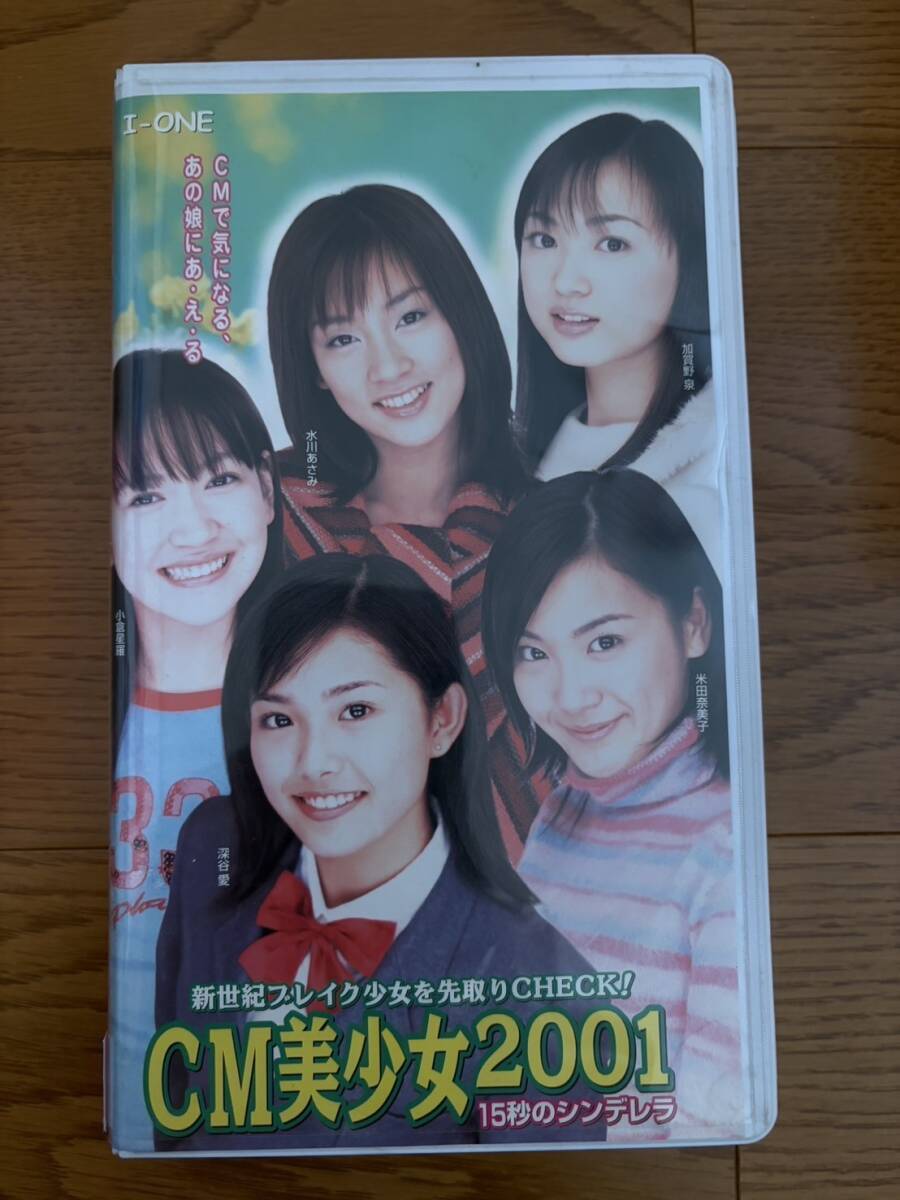 I-ONE
CMで気になる、
あの娘にあ・え・る
加賀野 泉
水川あさみ
小倉星羅
米田奈美子
深谷 愛
33
新世紀ブレイク少女を先取りCHECK!
CM美少女2001
15秒のシンデレラ